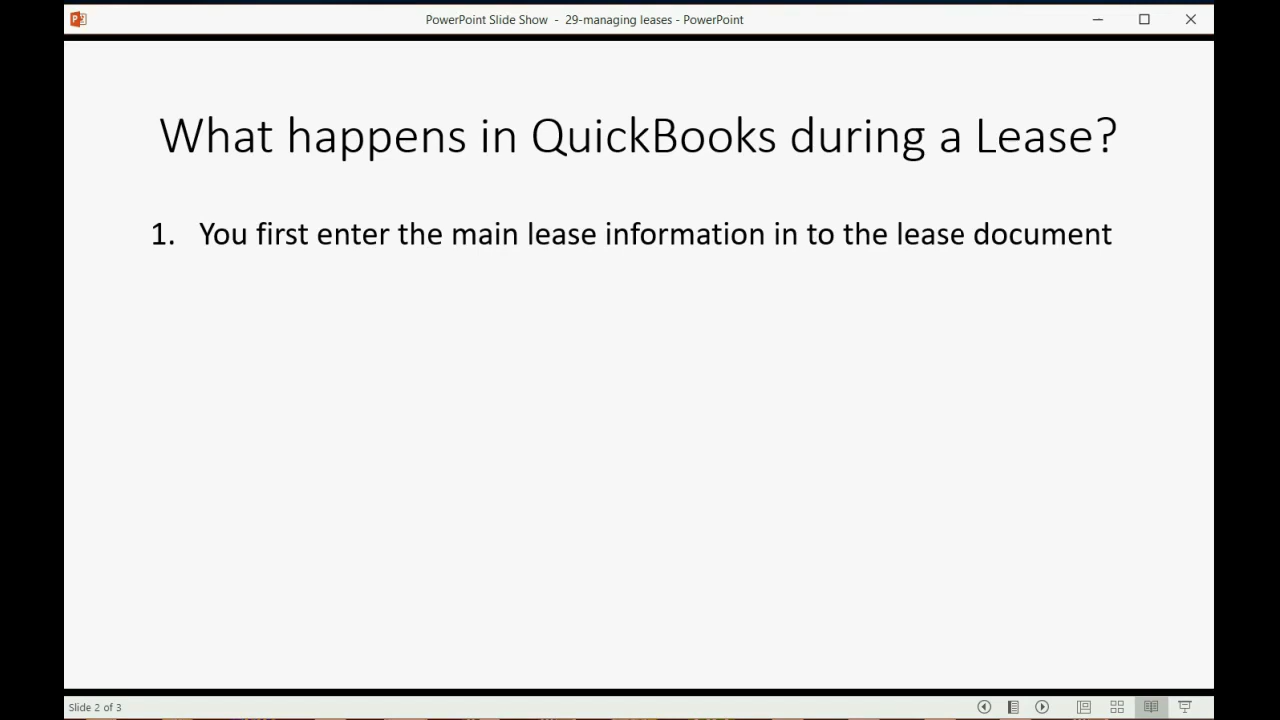 PowerPoint Slide Show - 29-managing leases - PowerPoint
What happens in QuickBooks during a Lease?
1. You first enter the main lease information in to the lease document
Slide 2 of 3